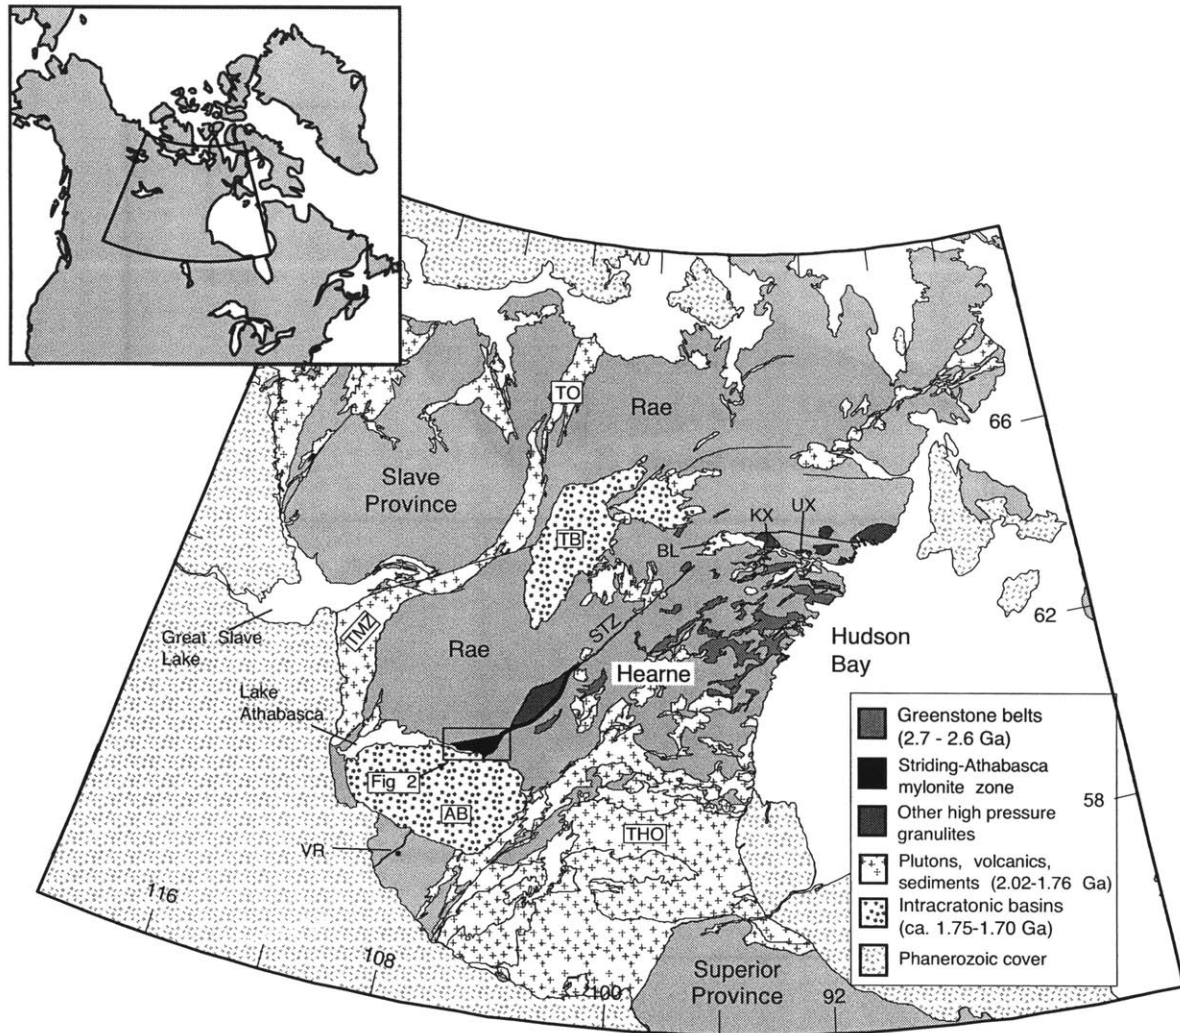 TO
Rae
66
Slave
Province
KX
UX
TB
BL
Great Slave
Lake
TMZ
STZ
62
Rae
Hudson
Bay
Hearne
Lake
Athabasca
Greenstone belts
(2.7 - 2.6 Ga)
Striding-Athabasca
mylonite zone
Other high pressure
granulites
Plutons, volcanics,
sediments (2.02-1.76 Ga)
Intracratonic basins
(ca. 1.75-1.70 Ga)
Phanerozoic cover
Fig 2
AB
58
THO
VR
116
108
100
92
Superior
Province